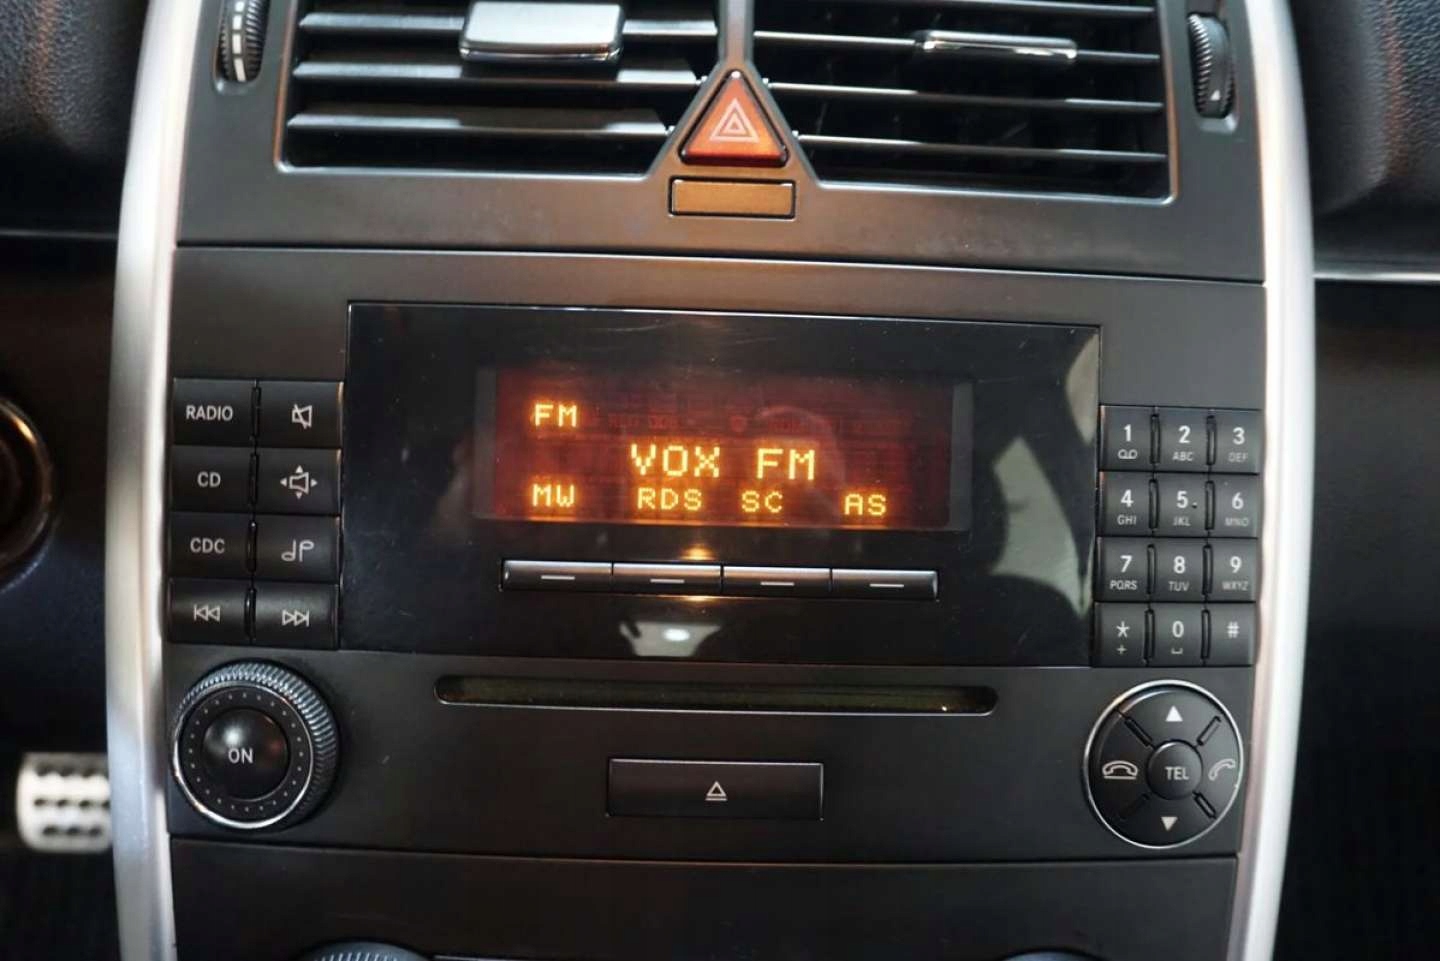 FM
VOX FM
MW RDS SC AS
RADIO
CD
CDC
ON
1 2 ABC 3 DEF
4 GHI 5 JKL 6 MNO
7 PQRS 8 TUV 9 WXYZ
* + 0 #
TEL